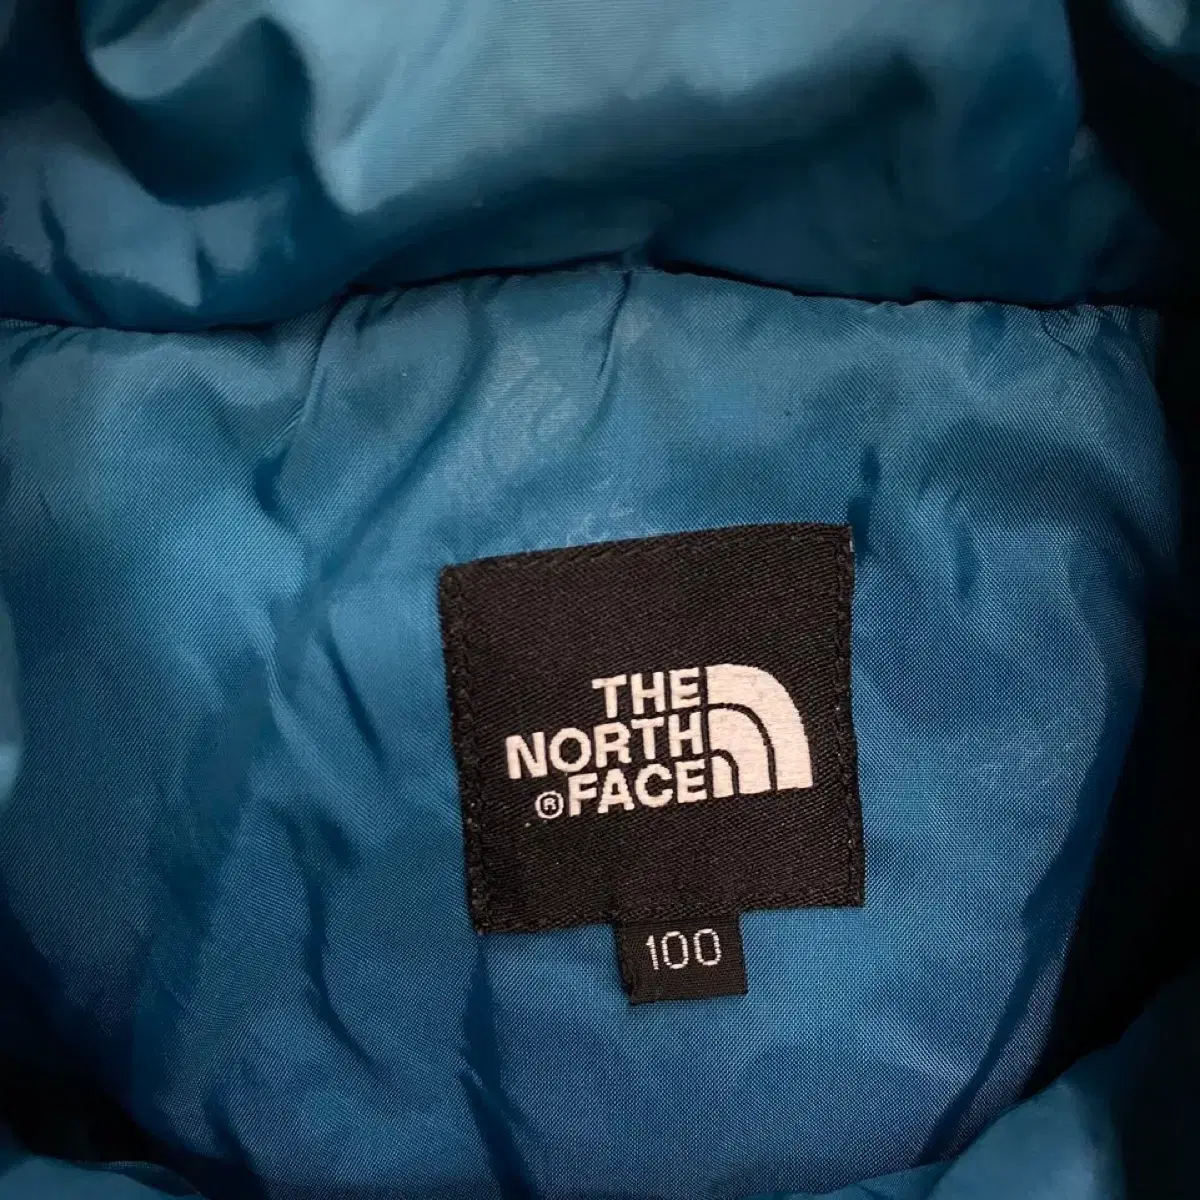 THE
NORTH
® FACE
100